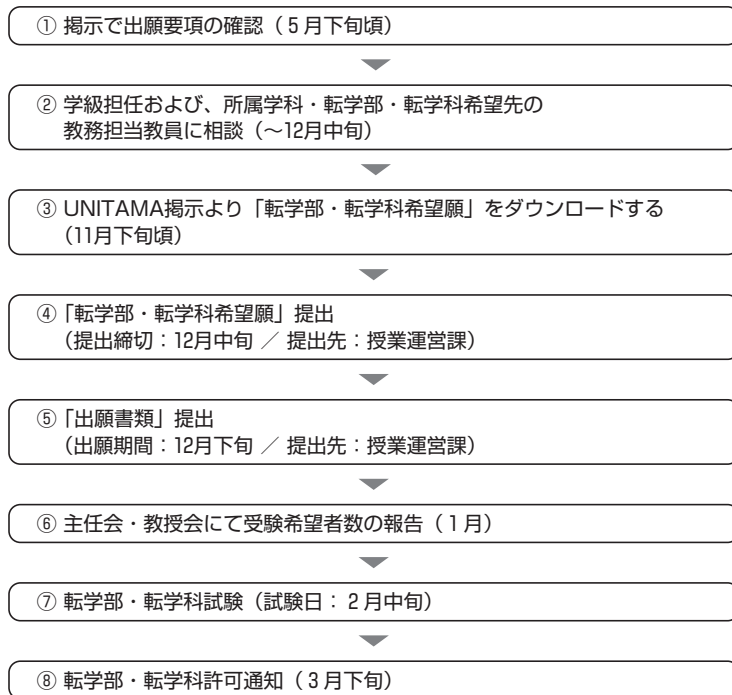 ① 掲示で出願要項の確認（5月下旬頃）
② 学級担任および、所属学科・転学部・転学科希望先の
教務担当教員に相談（～12月中旬）
③ UNITAMA掲示より「転学部・転学科希望願」をダウンロードする
（11月下旬頃）
④「転学部・転学科希望願」提出
（提出締切：12月中旬 ／ 提出先：授業運営課）
⑤「出願書類」提出
（出願期間：12月下旬 ／ 提出先：授業運営課）
⑥ 主任会・教授会にて受験希望者数の報告（1月）
⑦ 転学部・転学科試験（試験日：2月中旬）
⑧ 転学部・転学科許可通知（3月下旬）